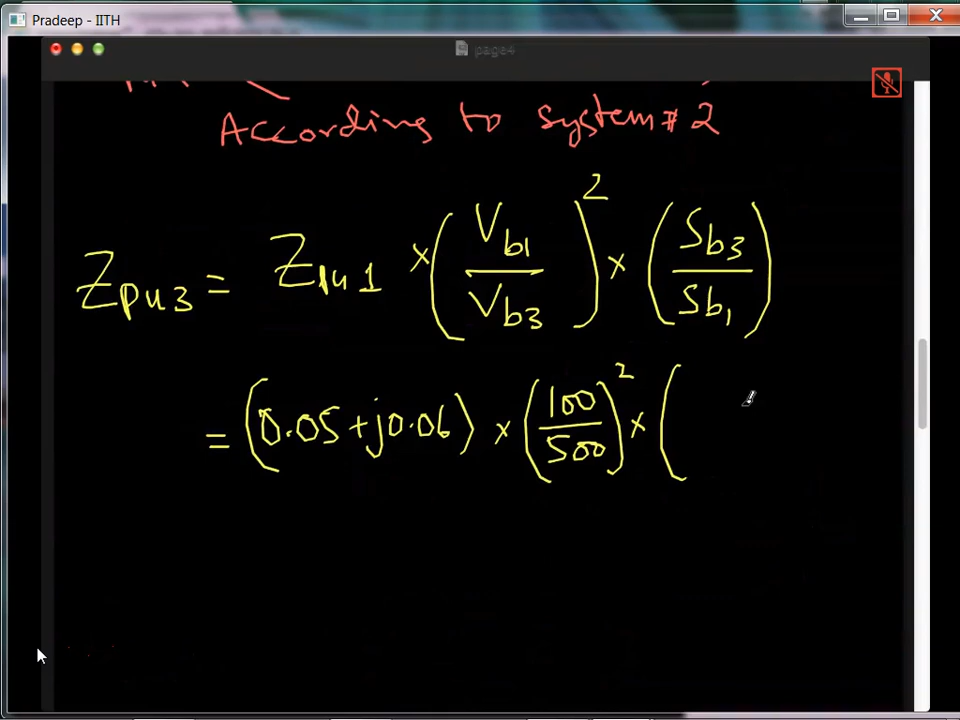 Pradeep - IITH
page4
According to system # 2
Zpu3 = Zpu1 × (Vb1/Vb3)² × (Sb3/Sb1)
= (0.05+j0.06) × (100/500)² × (